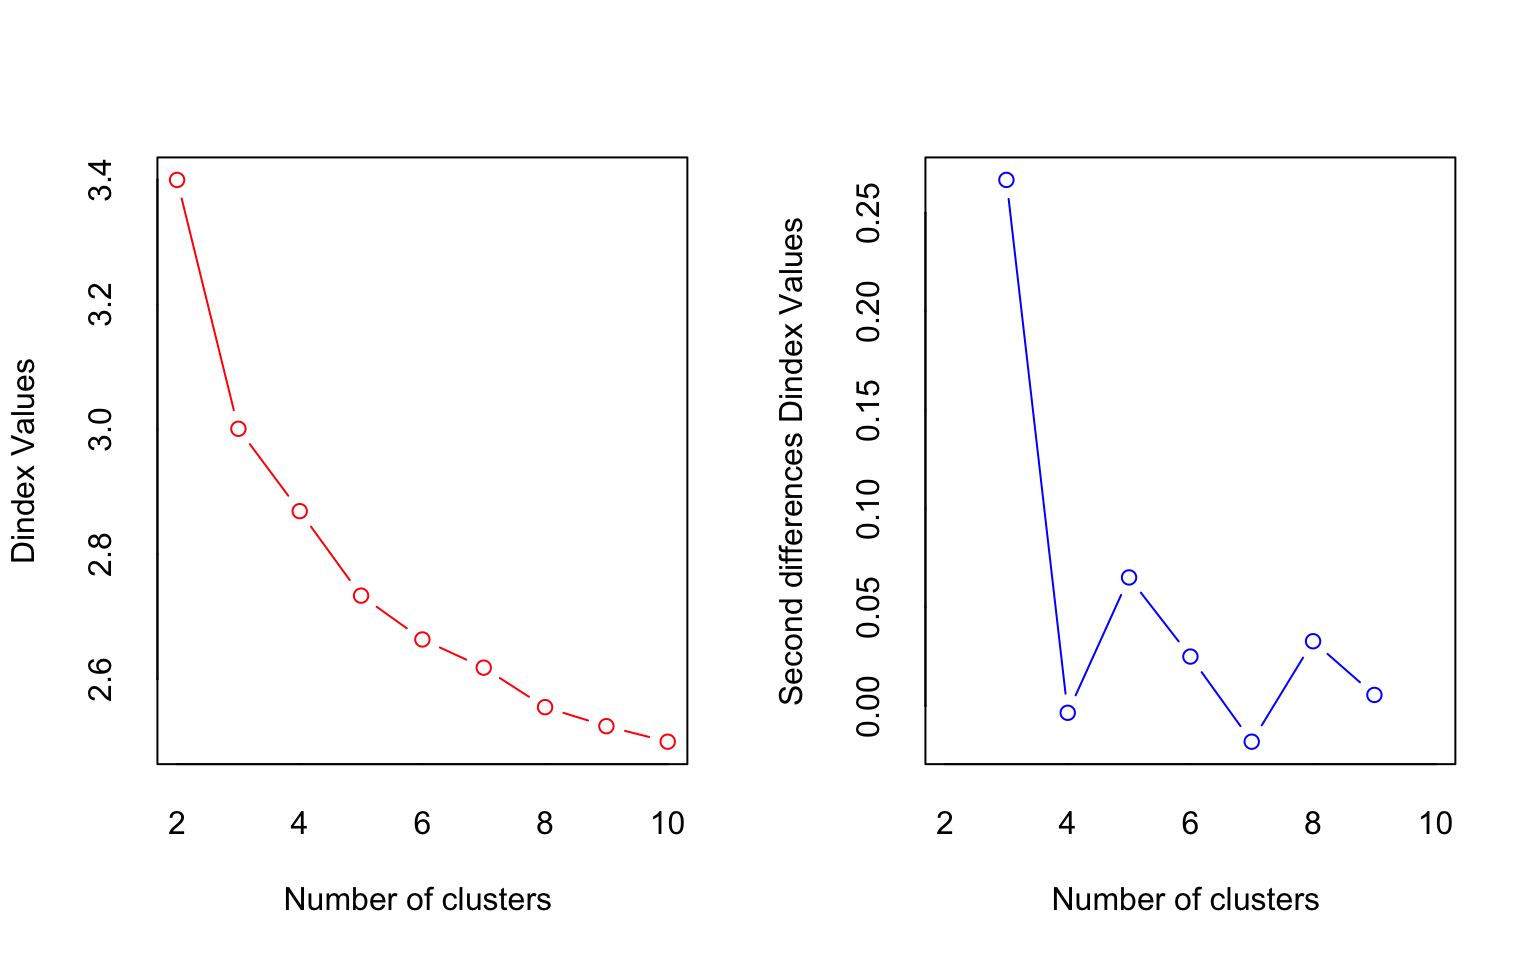 Dindex Values
3.4
3.2
3.0
2.8
2.6
2 4 6 8 10
Number of clusters
Second differences Dindex Values
0.25
0.20
0.15
0.10
0.05
0.00
2 4 6 8 10
Number of clusters